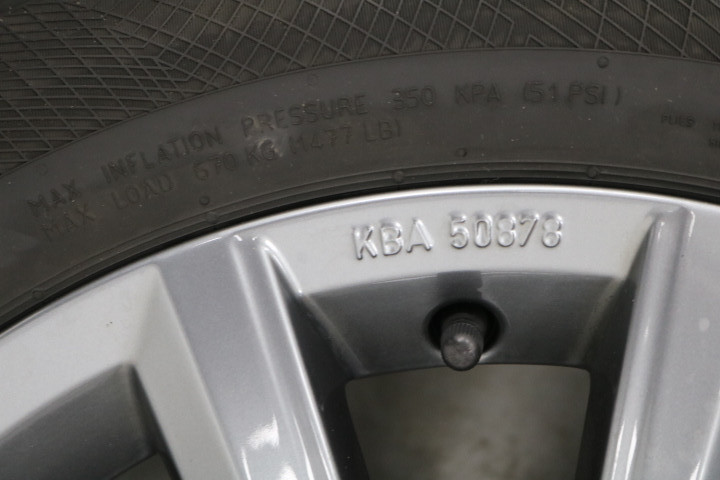 MAX INFLATION PRESSURE 350 KPA (51 PSI)
MAX LOAD 670 KG (1477 LB)
KBA 50878